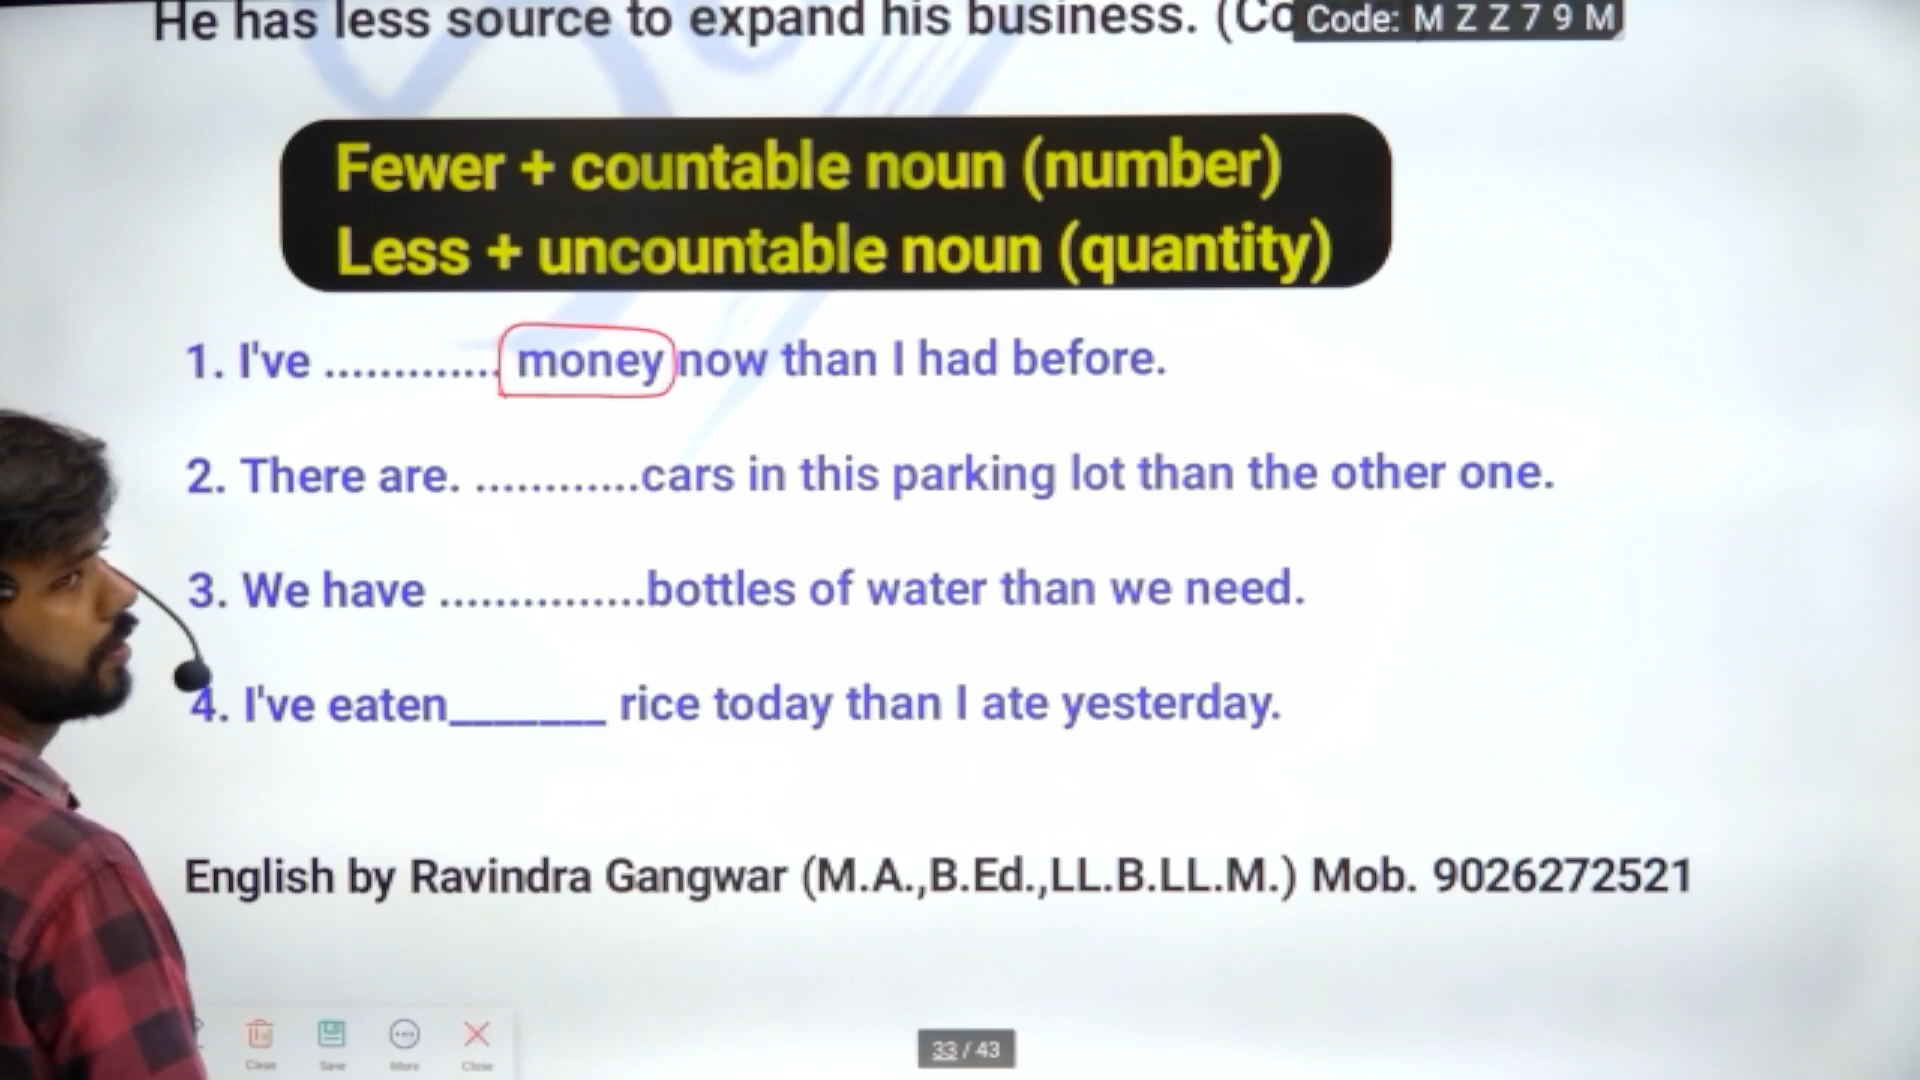 He has less source to expand his business. (Co
Code: M Z Z 7 9 M
Fewer + countable noun (number)
Less + uncountable noun (quantity)
1. I've ............. money now than I had before.
2. There are. ............cars in this parking lot than the other one.
3. We have ...............bottles of water than we need.
4. I've eaten_______ rice today than I ate yesterday.
English by Ravindra Gangwar (M.A.,B.Ed.,LL.B.LL.M.) Mob. 9026272521
Clean Save More Close
33 / 43